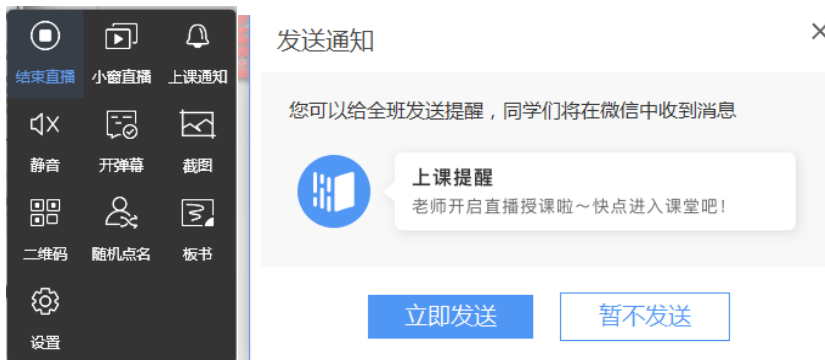 结束直播 小窗直播 上课通知
静音 开弹幕 截图
二维码 随机点名 板书
设置
发送通知
您可以给全班发送提醒，同学们将在微信中收到消息
上课提醒
老师开启直播授课啦～快点进入课堂吧！
立即发送 暂不发送